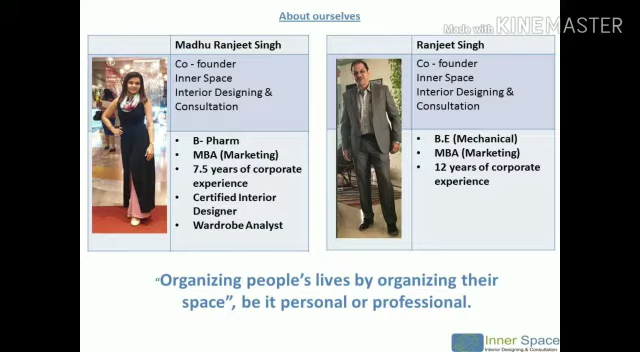 About ourselves
Made with KINEMASTER
Madhu Ranjeet Singh
Co - founder
Inner Space
Interior Designing &
Consultation
• B- Pharm
• MBA (Marketing)
• 7.5 years of corporate
experience
• Certified Interior
Designer
• Wardrobe Analyst
Ranjeet Singh
Co - founder
Inner Space
Interior Designing &
Consultation
• B.E (Mechanical)
• MBA (Marketing)
• 12 years of corporate
experience
“Organizing people’s lives by organizing their
space”, be it personal or professional.
Inner Space
Interior Designing & Consultation